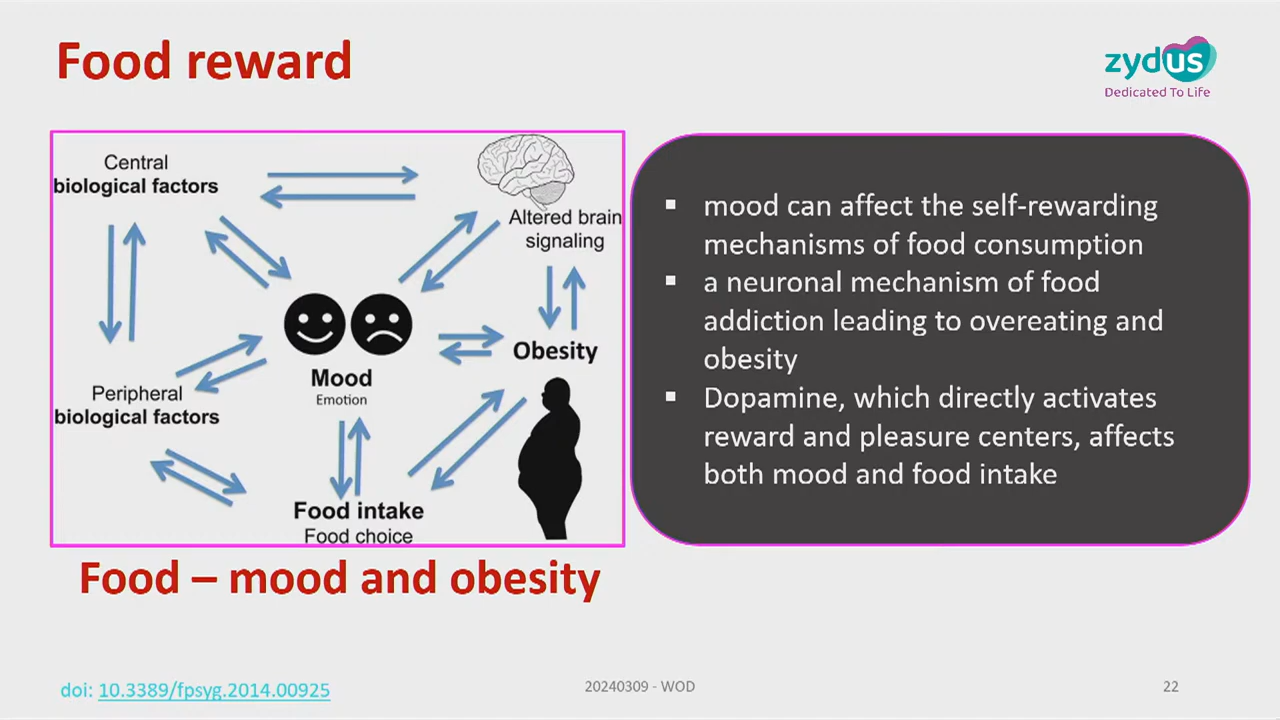 Food reward
zydus
Dedicated To Life
Central
biological factors
Altered brain
signaling
Obesity
Mood
Emotion
Peripheral
biological factors
Food intake
Food choice
Food – mood and obesity
▪ mood can affect the self-rewarding
mechanisms of food consumption
▪ a neuronal mechanism of food
addiction leading to overeating and
obesity
▪ Dopamine, which directly activates
reward and pleasure centers, affects
both mood and food intake
doi: 10.3389/fpsyg.2014.00925
20240309 - WOD
22